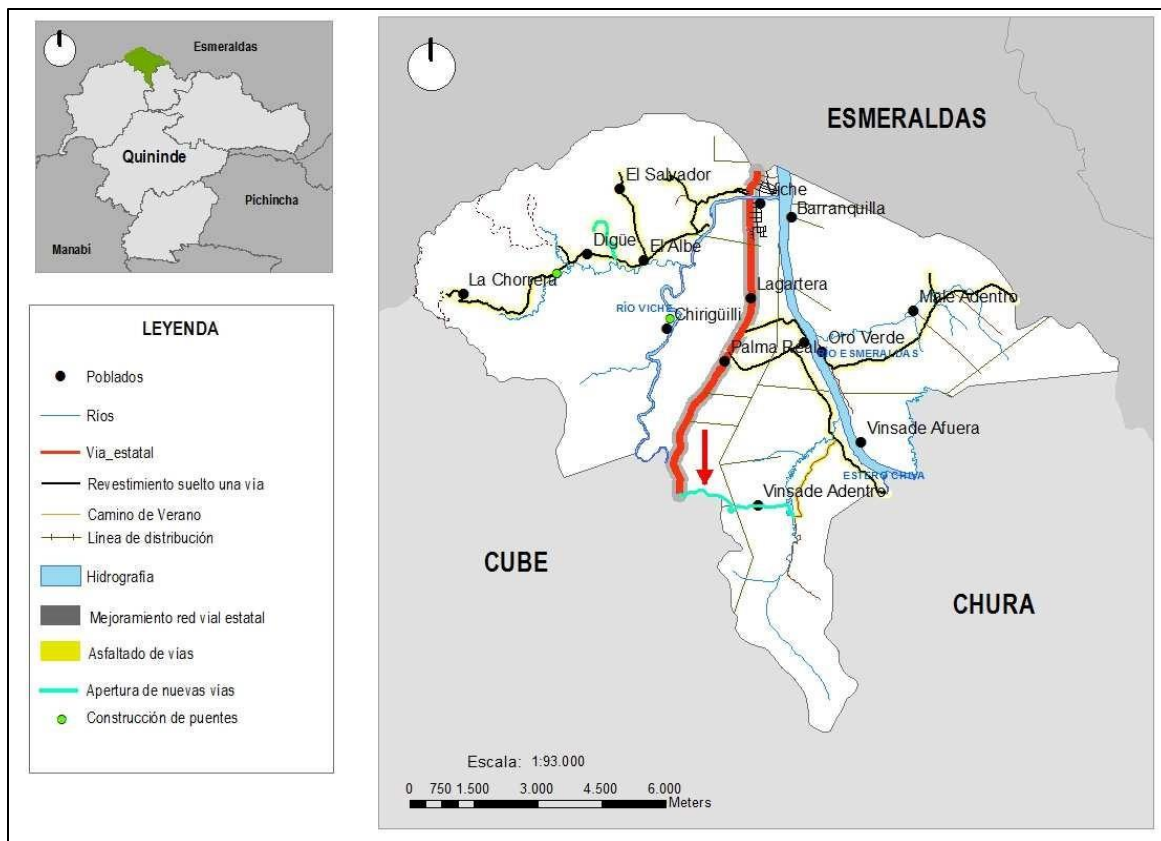 Esmeraldas
Quininde
Pichincha
Manabí
LEYENDA
Poblados
Ríos
Via_estatal
Revestimiento suelto una vía
Camino de Verano
Línea de distribución
Hidrografía
Mejoramiento red vial estatal
Asfaltado de vías
Apertura de nuevas vías
Construcción de puentes
ESMERALDAS
El Salvador
Viche
Barranquilla
Digüe
El Albe
La Chorrera
Lagartera
RÍO VICHE
Chirigüilli
Male Adentro
Palma Real
Oro Verde
RÍO ESMERALDAS
Vinsade Afuera
ESTERO CHIVA
Vinsade Adentro
CUBE
CHURA
Escala: 1:93.000
0 750 1.500 3.000 4.500 6.000
Meters